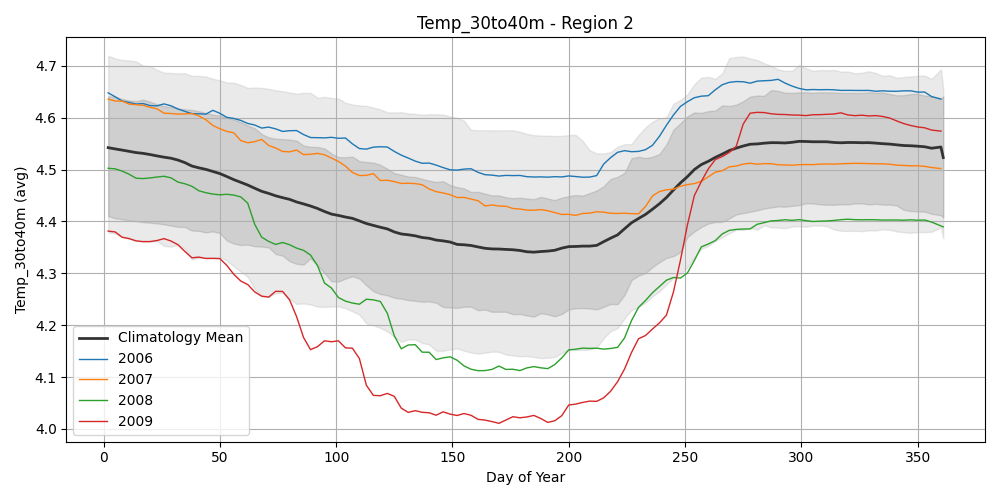 Temp_30to40m - Region 2
Temp_30to40m (avg)
4.7
4.6
4.5
4.4
4.3
4.2
4.1
4.0
Climatology Mean
2006
2007
2008
2009
0 50 100 150 200 250 300 350
Day of Year